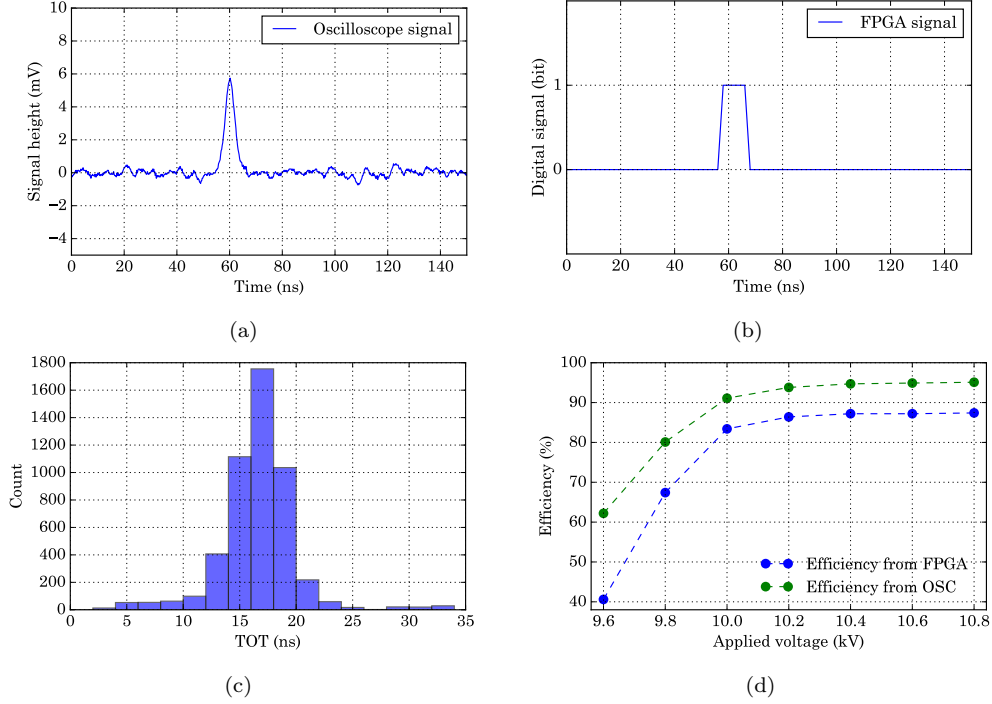 10
8
6
4
2
0
−2
−4
Signal height (mV)
Oscilloscope signal
0 20 40 60 80 100 120 140
Time (ns)
(a)
1
0
Digital signal (bit)
FPGA signal
0 20 40 60 80 100 120 140
Time (ns)
(b)
1800
1600
1400
1200
1000
800
600
400
200
0
Count
0 5 10 15 20 25 30 35
TOT (ns)
(c)
100
90
80
70
60
50
40
Efficiency (%)
Efficiency from FPGA
Efficiency from OSC
9.6 9.8 10.0 10.2 10.4 10.6 10.8
Applied voltage (kV)
(d)